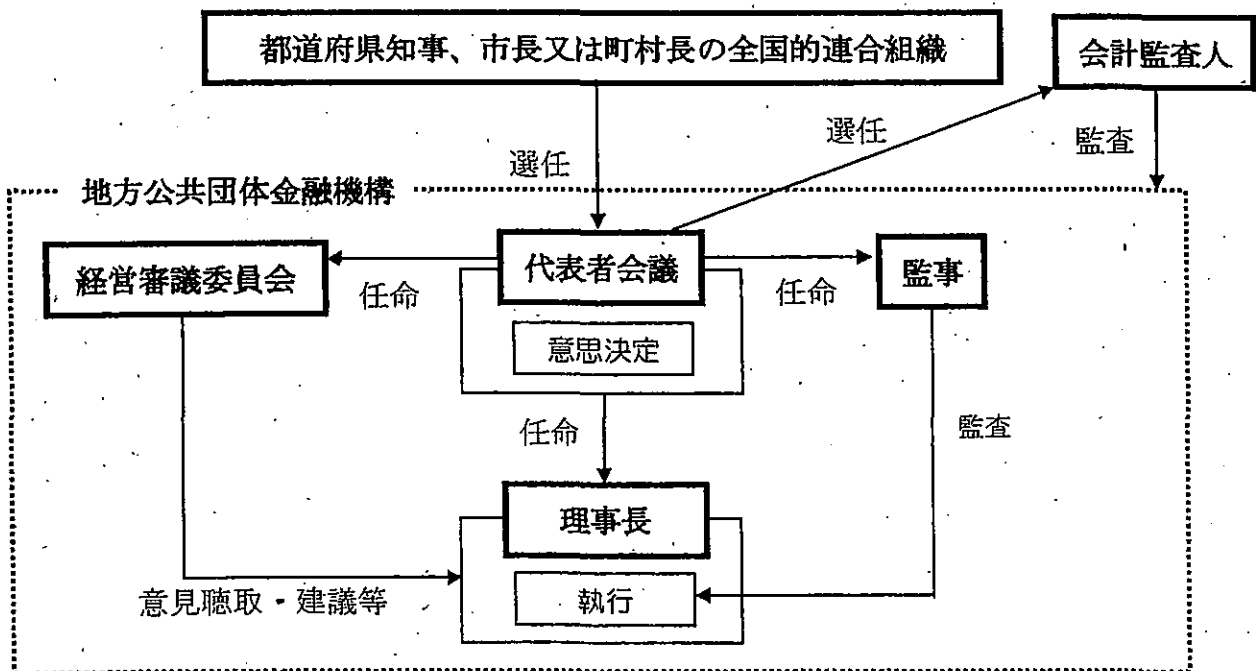 都道府県知事、市長又は町村長の全国的連合組織
会計監査人
選任
選任
監査
地方公共団体金融機構
経営審議委員会
任命
代表者会議
任命
監事
意思決定
任命
監査
理事長
意見聴取・建議等
執行